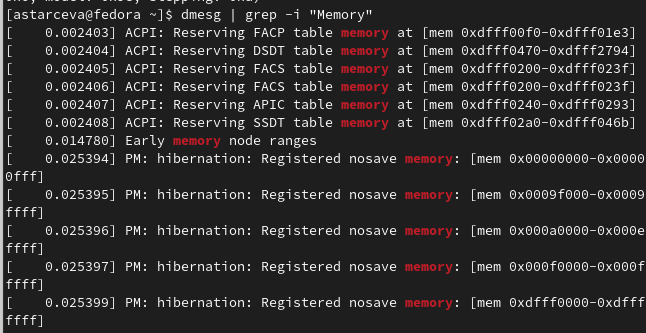 [astarceva@fedora ~]$ dmesg | grep -i "Memory"
[    0.002403] ACPI: Reserving FACP table memory at [mem 0xdfff00f0-0xdfff01e3]
[    0.002404] ACPI: Reserving DSDT table memory at [mem 0xdfff0470-0xdfff2794]
[    0.002405] ACPI: Reserving FACS table memory at [mem 0xdfff0200-0xdfff023f]
[    0.002406] ACPI: Reserving FACS table memory at [mem 0xdfff0200-0xdfff023f]
[    0.002407] ACPI: Reserving APIC table memory at [mem 0xdfff0240-0xdfff0293]
[    0.002408] ACPI: Reserving SSDT table memory at [mem 0xdfff02a0-0xdfff046b]
[    0.014780] Early memory node ranges
[    0.025394] PM: hibernation: Registered nosave memory: [mem 0x00000000-0x0000
0fff]
[    0.025395] PM: hibernation: Registered nosave memory: [mem 0x0009f000-0x0009
ffff]
[    0.025396] PM: hibernation: Registered nosave memory: [mem 0x000a0000-0x000e
ffff]
[    0.025397] PM: hibernation: Registered nosave memory: [mem 0x000f0000-0x000f
ffff]
[    0.025399] PM: hibernation: Registered nosave memory: [mem 0xdfff0000-0xdfff
ffff]